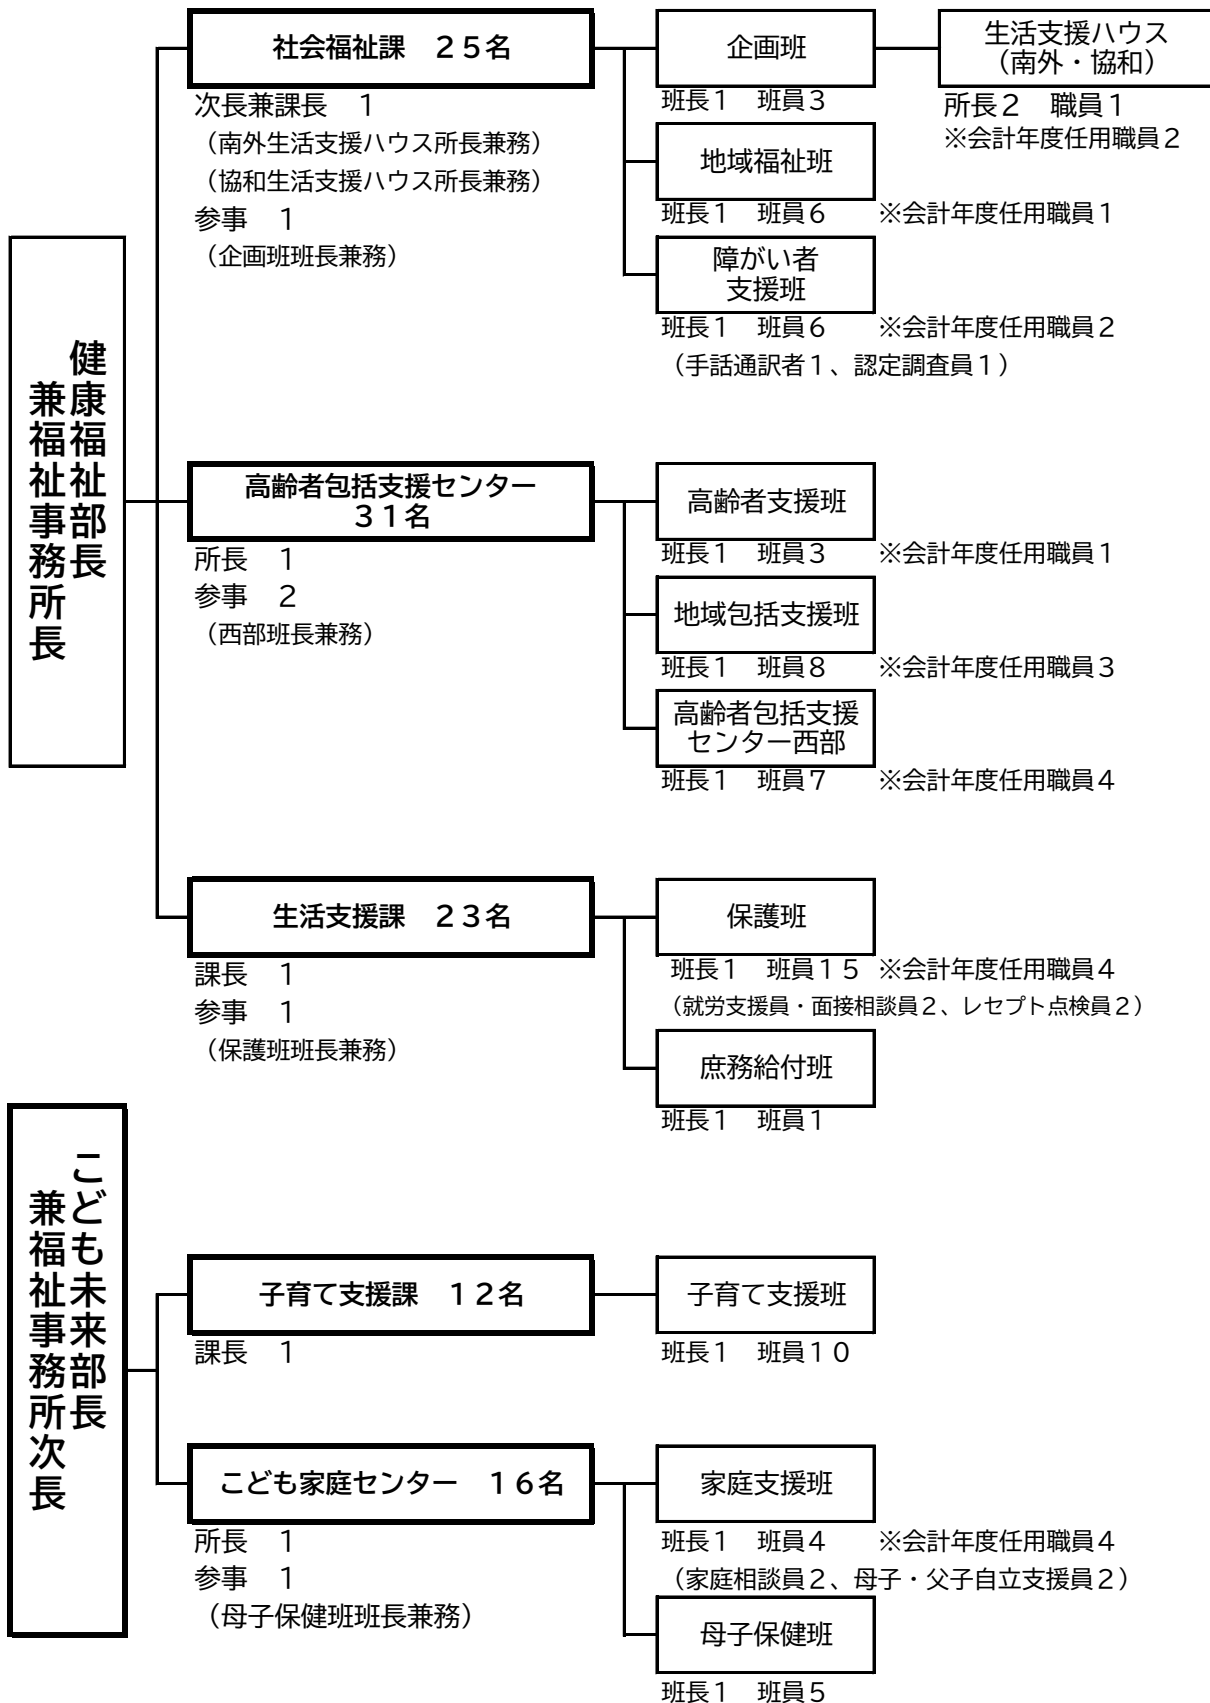 健康福祉部長
兼福祉事務所長
社会福祉課　２５名
次長兼課長　１
（南外生活支援ハウス所長兼務）
（協和生活支援ハウス所長兼務）
参事　１
（企画班班長兼務）
企画班
班長１　班員３
生活支援ハウス
（南外・協和）
所長２　職員１
※会計年度任用職員２
地域福祉班
班長１　班員６　※会計年度任用職員１
障がい者
支援班
班長１　班員６　※会計年度任用職員２
（手話通訳者１、認定調査員１）
高齢者包括支援センター
３１名
所長　１
参事　２
（西部班長兼務）
高齢者支援班
班長１　班員３　※会計年度任用職員１
地域包括支援班
班長１　班員８　※会計年度任用職員３
高齢者包括支援
センター西部
班長１　班員７　※会計年度任用職員４
生活支援課　２３名
課長　１
参事　１
（保護班班長兼務）
保護班
班長１　班員１５　※会計年度任用職員４
（就労支援員・面接相談員２、レセプト点検員２）
庶務給付班
班長１　班員１
こども未来部長
兼福祉事務所次長
子育て支援課　１２名
課長　１
子育て支援班
班長１　班員１０
こども家庭センター　１６名
所長　１
参事　１
（母子保健班班長兼務）
家庭支援班
班長１　班員４　※会計年度任用職員４
（家庭相談員２、母子・父子自立支援員２）
母子保健班
班長１　班員５